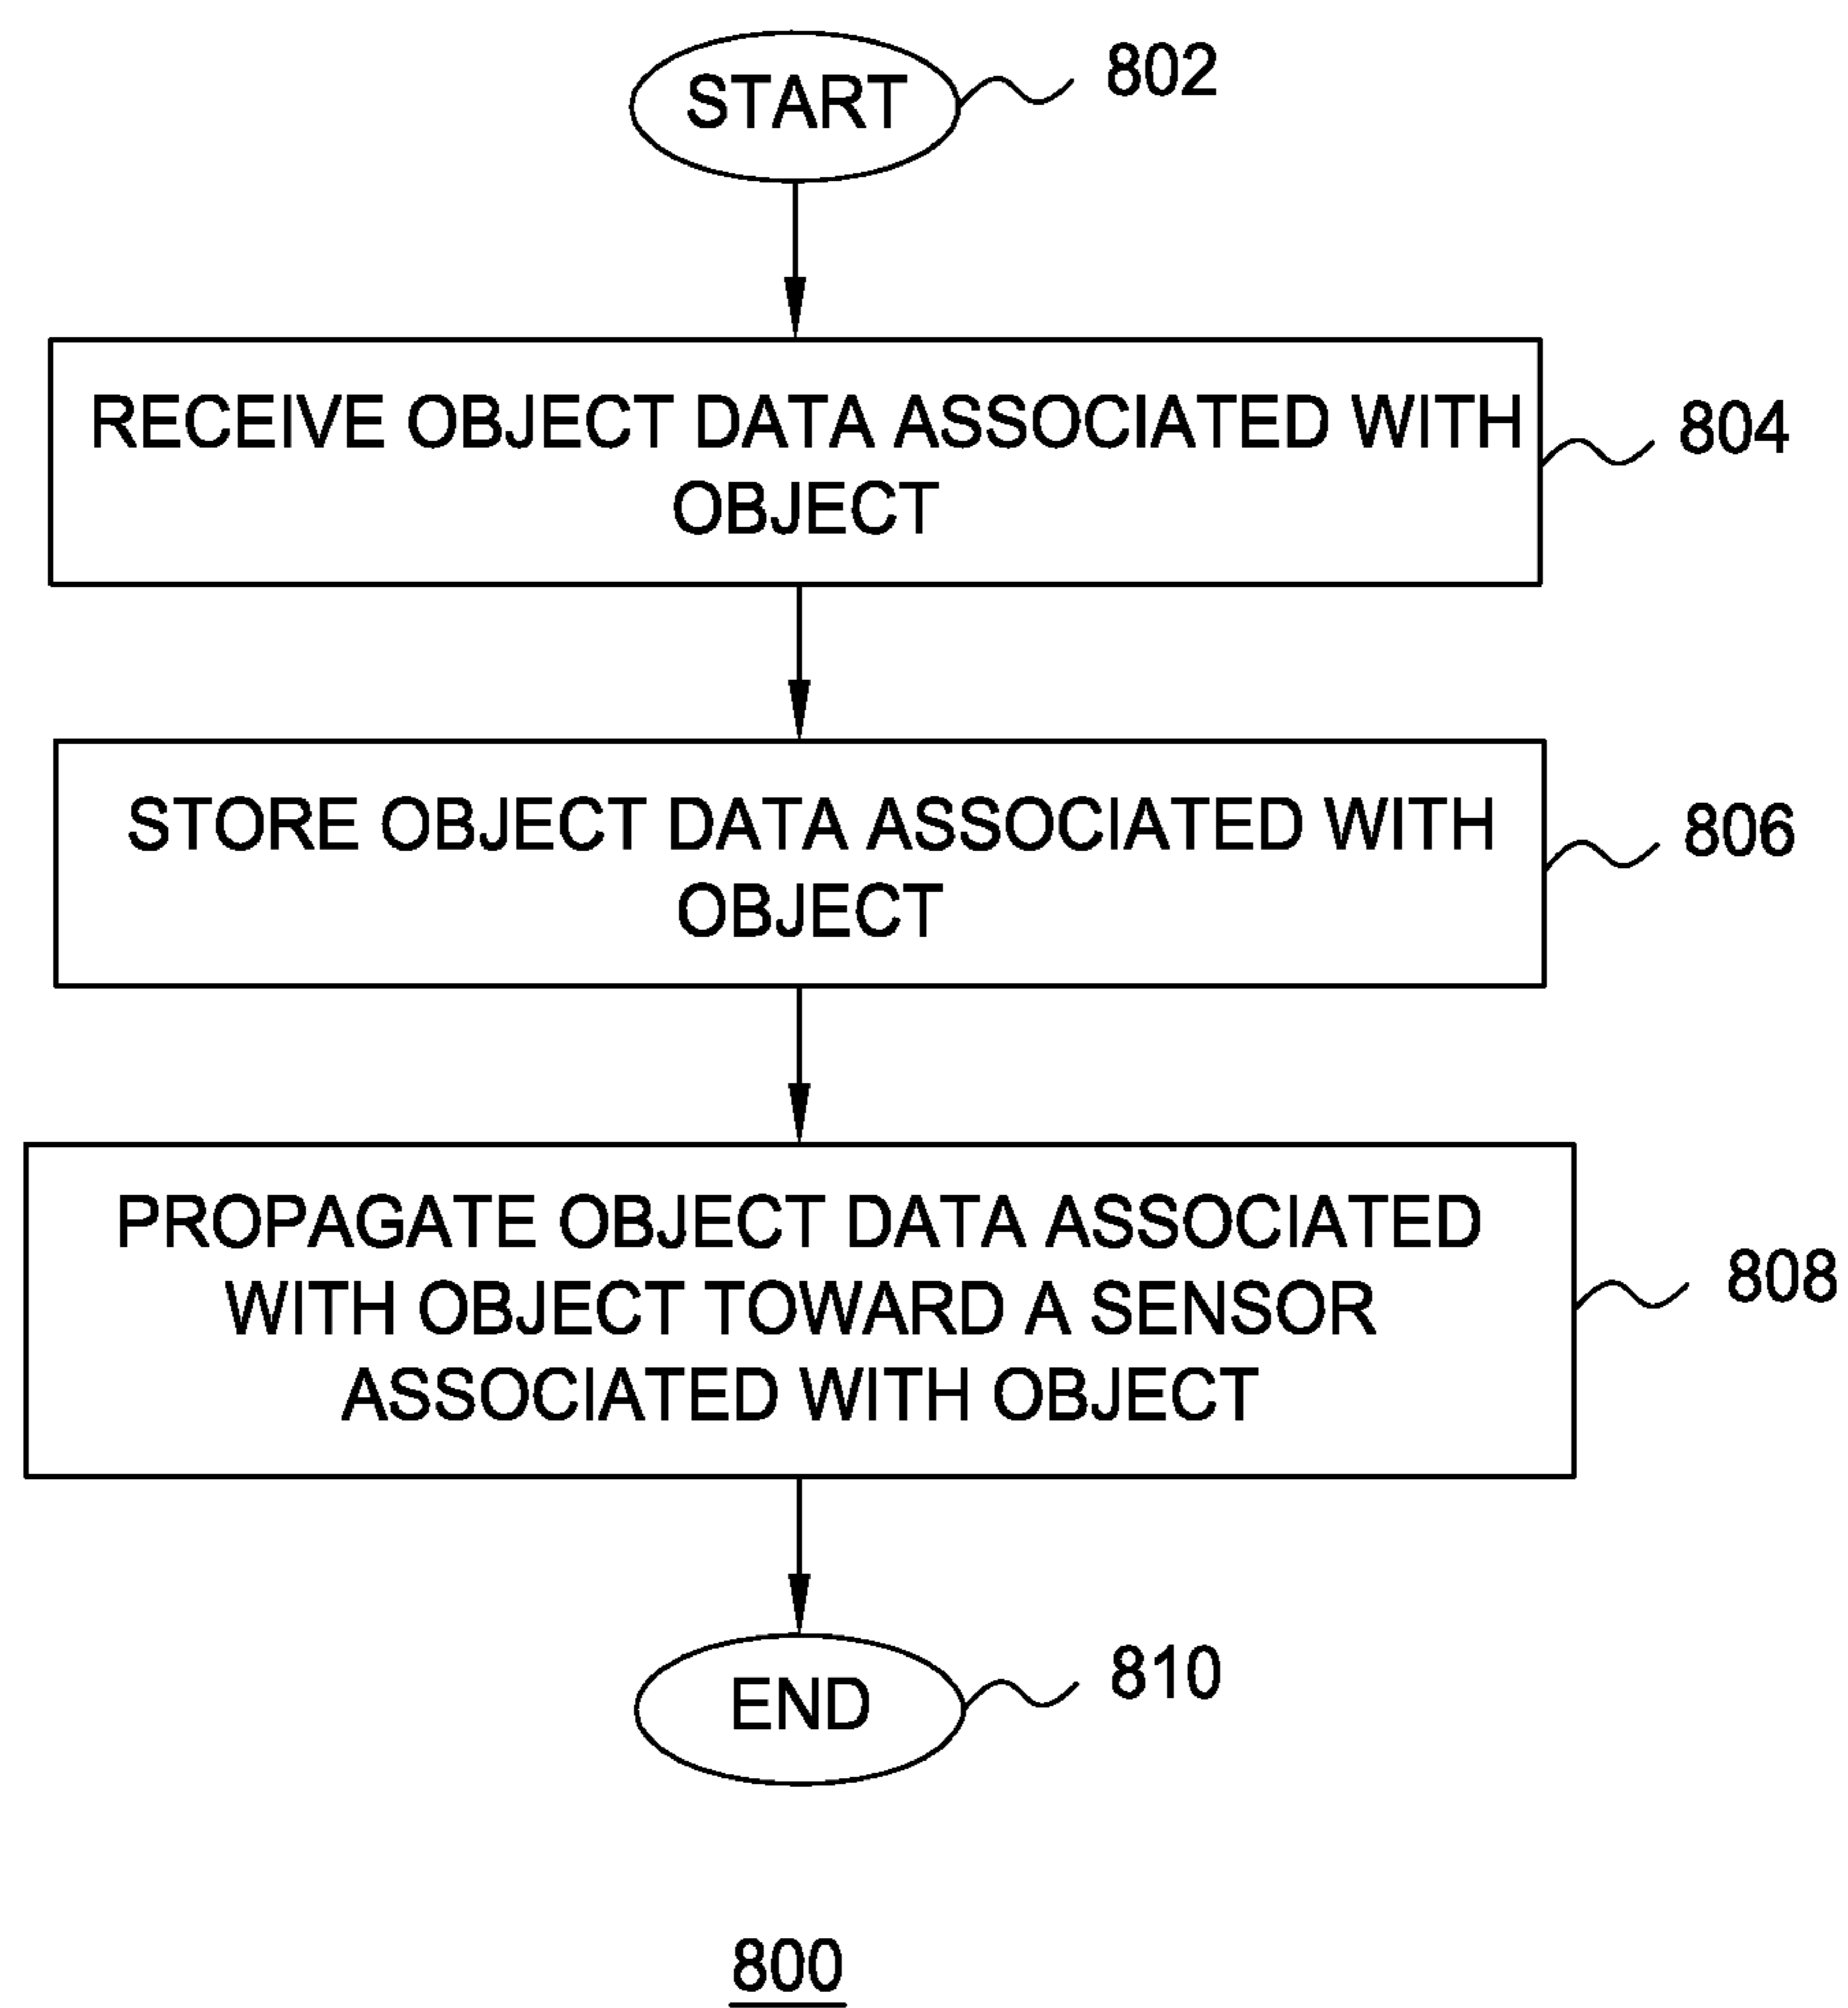 START
802
RECEIVE OBJECT DATA ASSOCIATED WITH
OBJECT
804
STORE OBJECT DATA ASSOCIATED WITH
OBJECT
806
PROPAGATE OBJECT DATA ASSOCIATED
WITH OBJECT TOWARD A SENSOR
ASSOCIATED WITH OBJECT
808
END
810
800